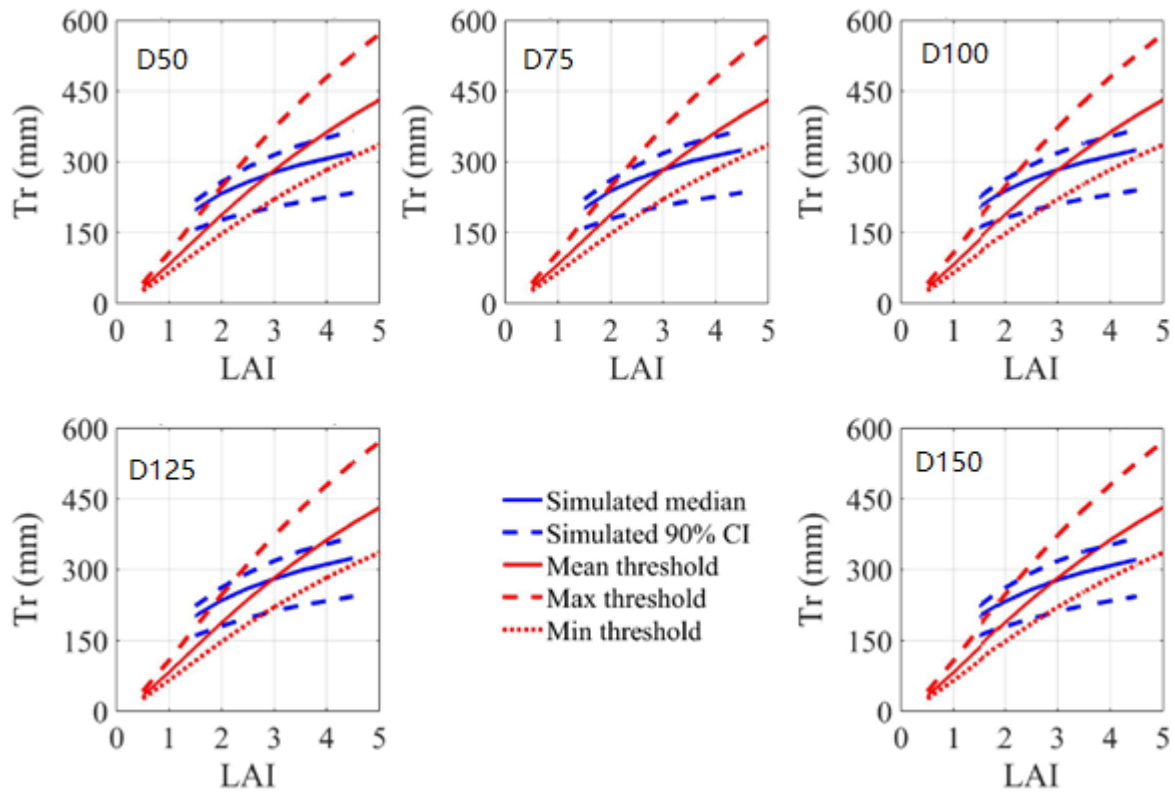 600
450
300
150
0
Tr (mm)
D50
0 1 2 3 4 5
LAI
600
450
300
150
0
Tr (mm)
D75
0 1 2 3 4 5
LAI
600
450
300
150
0
Tr (mm)
D100
0 1 2 3 4 5
LAI
600
450
300
150
0
Tr (mm)
D125
0 1 2 3 4 5
LAI
Simulated median
Simulated 90% CI
Mean threshold
Max threshold
Min threshold
600
450
300
150
0
Tr (mm)
D150
0 1 2 3 4 5
LAI